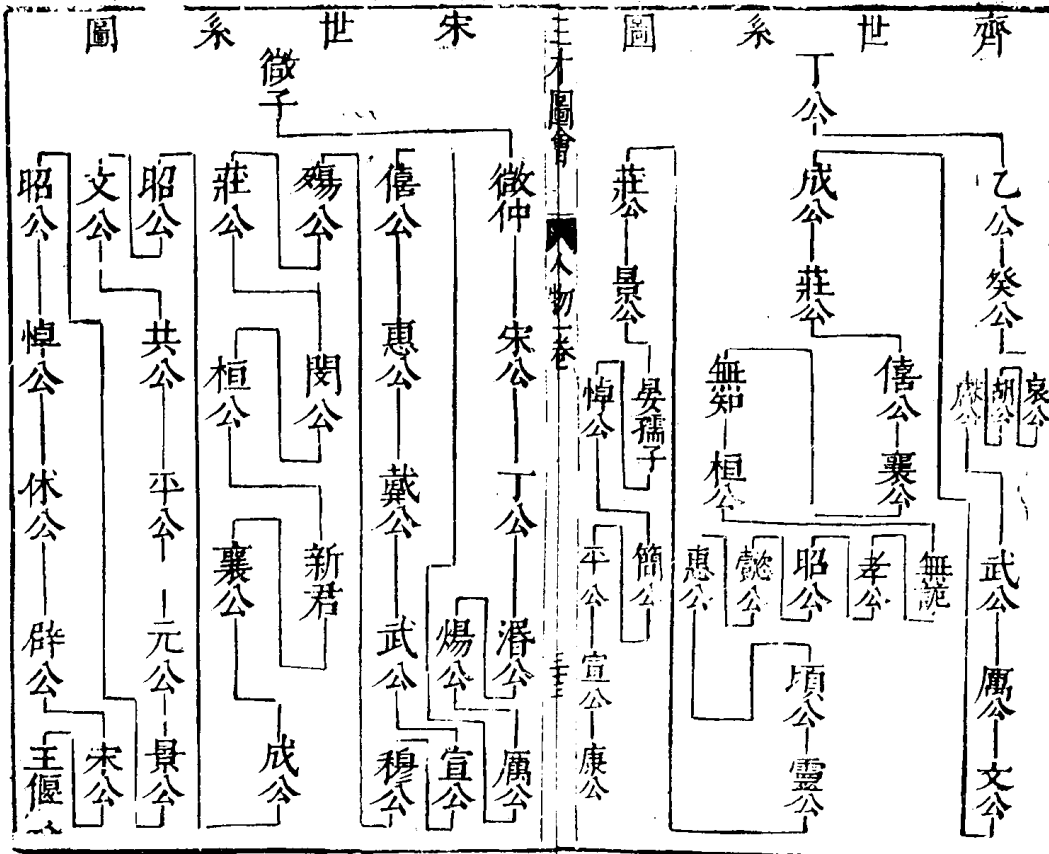 齊世系圖
丁公
乙公
癸公
哀公
胡公
武公
厲公
文公
成公
莊公
僖公
襄公
無知
桓公
無詭
孝公
昭公
懿公
惠公
頃公
靈公
莊公
景公
晏孺子
悼公
簡公
平公
宣公
康公
三才圖會
人物一卷
宋世系圖
微子
微仲
宋公
丁公
湣公
煬公
厲公
僖公
惠公
戴公
武公
宣公
穆公
殤公
莊公
閔公
桓公
新君
襄公
成公
昭公
文公
共公
平公
元公
景公
昭公
悼公
休公
辟公
宋公
王偃